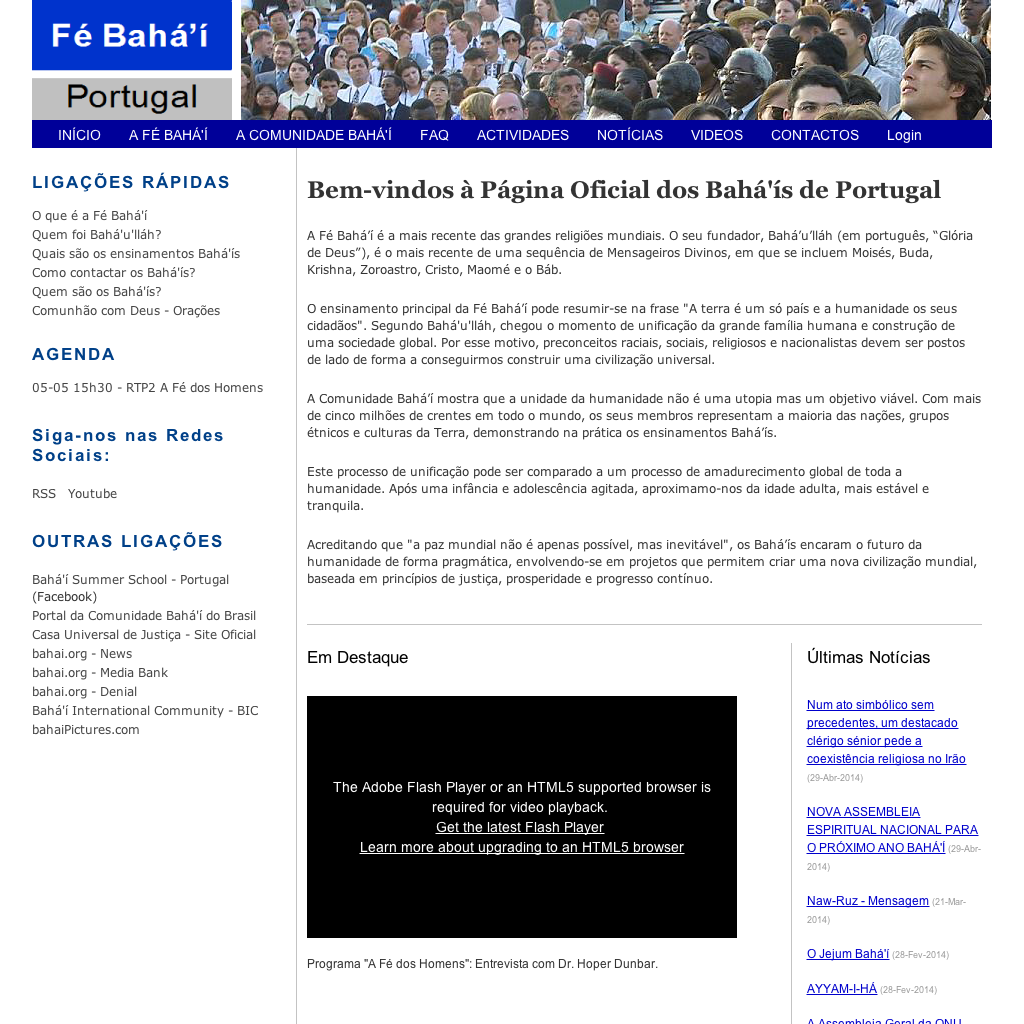 Fé Bahá'í
Portugal
INÍCIO A FÉ BAHÁ'Í A COMUNIDADE BAHÁ'Í FAQ ACTIVIDADES NOTÍCIAS VIDEOS CONTACTOS Login
LIGAÇÕES RÁPIDAS
O que é a Fé Bahá'í
Quem foi Bahá'u'lláh?
Quais são os ensinamentos Bahá'ís
Como contactar os Bahá'ís?
Quem são os Bahá'ís?
Comunhão com Deus - Orações
AGENDA
05-05 15h30 - RTP2 A Fé dos Homens
Siga-nos nas Redes
Sociais:
RSS Youtube
OUTRAS LIGAÇÕES
Bahá'í Summer School - Portugal
(Facebook)
Portal da Comunidade Bahá'í do Brasil
Casa Universal de Justiça - Site Oficial
bahai.org - News
bahai.org - Media Bank
bahai.org - Denial
Bahá'í International Community - BIC
bahaiPictures.com
Bem-vindos à Página Oficial dos Bahá'ís de Portugal
A Fé Bahá’í é a mais recente das grandes religiões mundiais. O seu fundador, Bahá’u’lláh (em português, “Glória
de Deus”), é o mais recente de uma sequência de Mensageiros Divinos, em que se incluem Moisés, Buda,
Krishna, Zoroastro, Cristo, Maomé e o Báb.
O ensinamento principal da Fé Bahá’í pode resumir-se na frase "A terra é um só país e a humanidade os seus
cidadãos". Segundo Bahá'u'lláh, chegou o momento de unificação da grande família humana e construção de
uma sociedade global. Por esse motivo, preconceitos raciais, sociais, religiosos e nacionalistas devem ser postos
de lado de forma a conseguirmos construir uma civilização universal.
A Comunidade Bahá’í mostra que a unidade da humanidade não é uma utopia mas um objetivo viável. Com mais
de cinco milhões de crentes em todo o mundo, os seus membros representam a maioria das nações, grupos
étnicos e culturas da Terra, demonstrando na prática os ensinamentos Bahá’ís.
Este processo de unificação pode ser comparado a um processo de amadurecimento global de toda a
humanidade. Após uma infância e adolescência agitada, aproximamo-nos da idade adulta, mais estável e
tranquila.
Acreditando que "a paz mundial não é apenas possível, mas inevitável", os Bahá’ís encaram o futuro da
humanidade de forma pragmática, envolvendo-se em projetos que permitem criar uma nova civilização mundial,
baseada em princípios de justiça, prosperidade e progresso contínuo.
Em Destaque
The Adobe Flash Player or an HTML5 supported browser is
required for video playback.
Get the latest Flash Player
Learn more about upgrading to an HTML5 browser
Programa "A Fé dos Homens": Entrevista com Dr. Hoper Dunbar.
Últimas Notícias
Num ato simbólico sem
precedentes, um destacado
clérigo sénior pede a
coexistência religiosa no Irão
(29-Abr-2014)
NOVA ASSEMBLEIA
ESPIRITUAL NACIONAL PARA
O PRÓXIMO ANO BAHÁ'Í (29-Abr-
2014)
Naw-Ruz - Mensagem (21-Mar-
2014)
O Jejum Bahá'í (28-Fev-2014)
AYYAM-I-HÁ (28-Fev-2014)
A Assembleia Geral da ONU